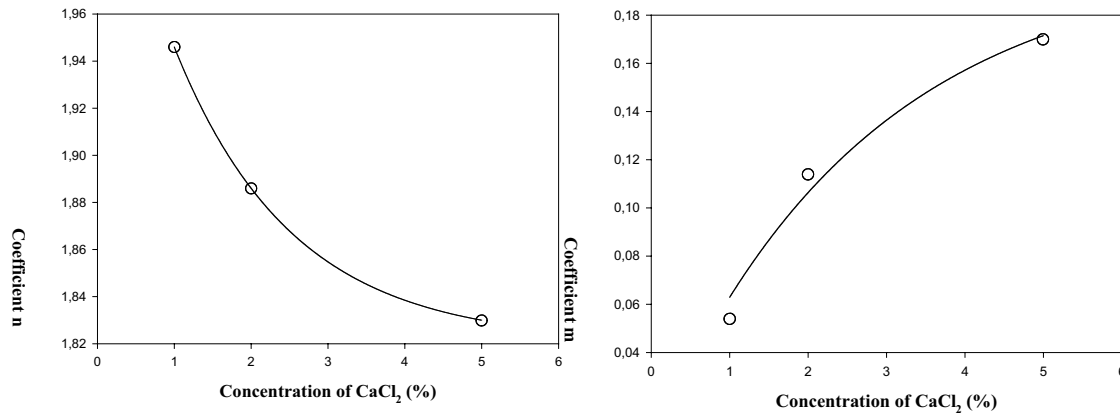 1,96
1,94
1,92
1,90
1,88
1,86
1,84
1,82
0 1 2 3 4 5 6
Coefficient n
Concentration of CaCl₂ (%)
0,18
0,16
0,14
0,12
0,10
0,08
0,06
0,04
0 1 2 3 4 5 6
Coefficient m
Concentration of CaCl₂ (%)